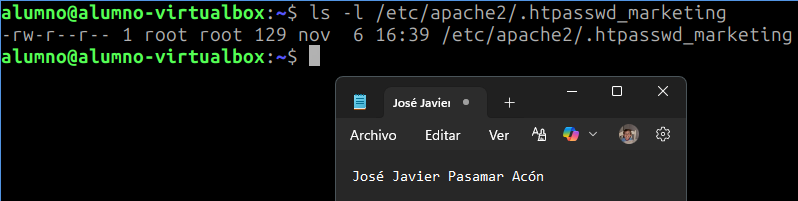 alumno@alumno-virtualbox:~$ ls -l /etc/apache2/.htpasswd_marketing
-rw-r--r-- 1 root root 129 nov  6 16:39 /etc/apache2/.htpasswd_marketing
alumno@alumno-virtualbox:~$
José Javier
Archivo Editar Ver
José Javier Pasamar Acón